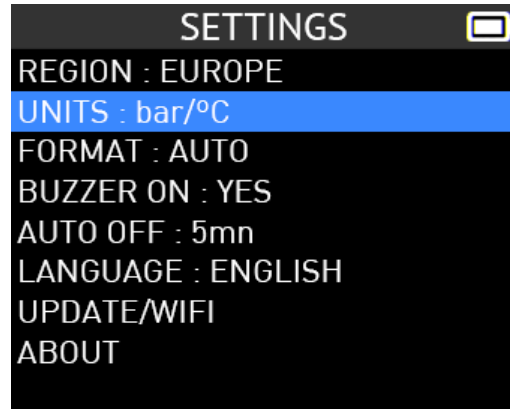 SETTINGS
REGION : EUROPE
UNITS : bar/ºC
FORMAT : AUTO
BUZZER ON : YES
AUTO OFF : 5mn
LANGUAGE : ENGLISH
UPDATE/WIFI
ABOUT